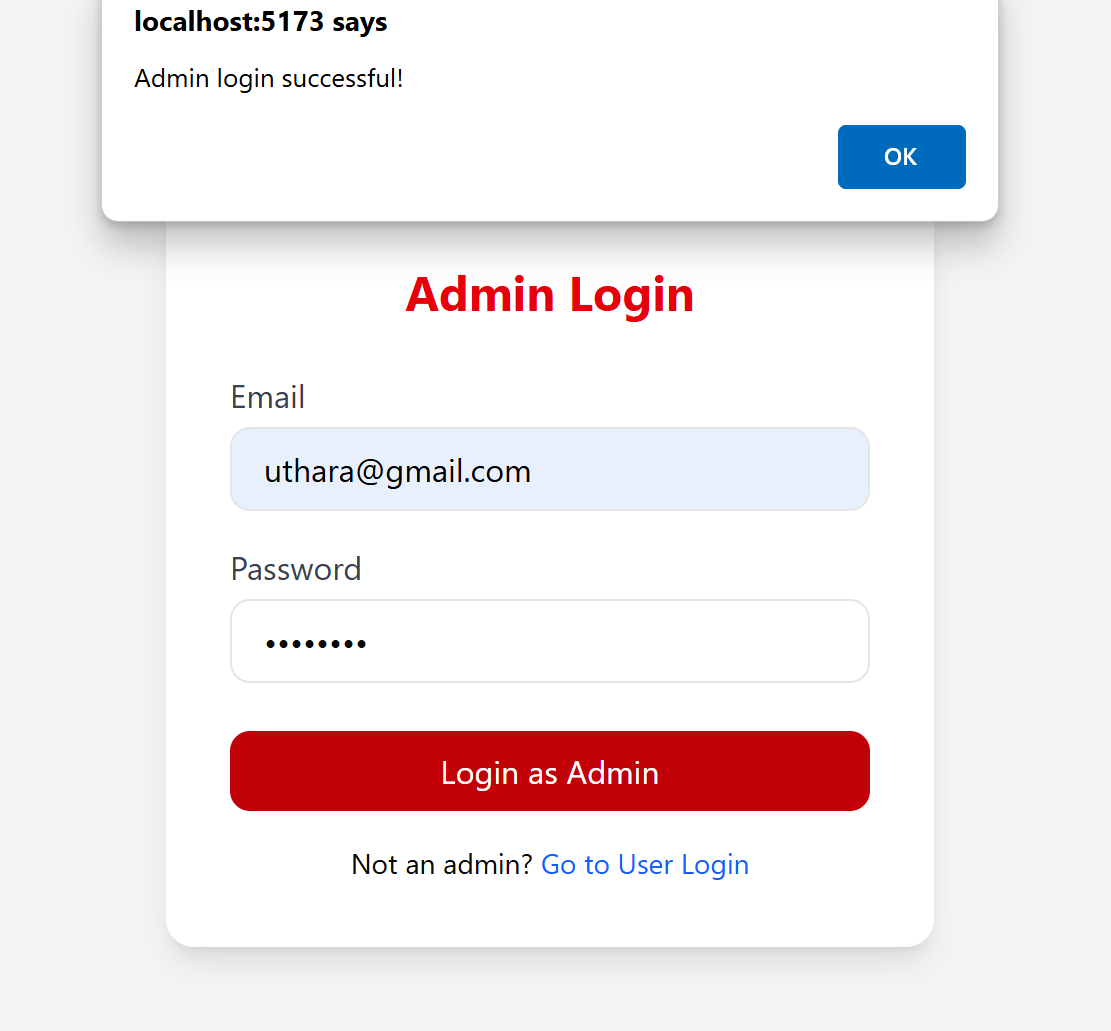 localhost:5173 says
Admin login successful!
OK
Admin Login
Email
uthara@gmail.com
Password
••••••••
Login as Admin
Not an admin? Go to User Login